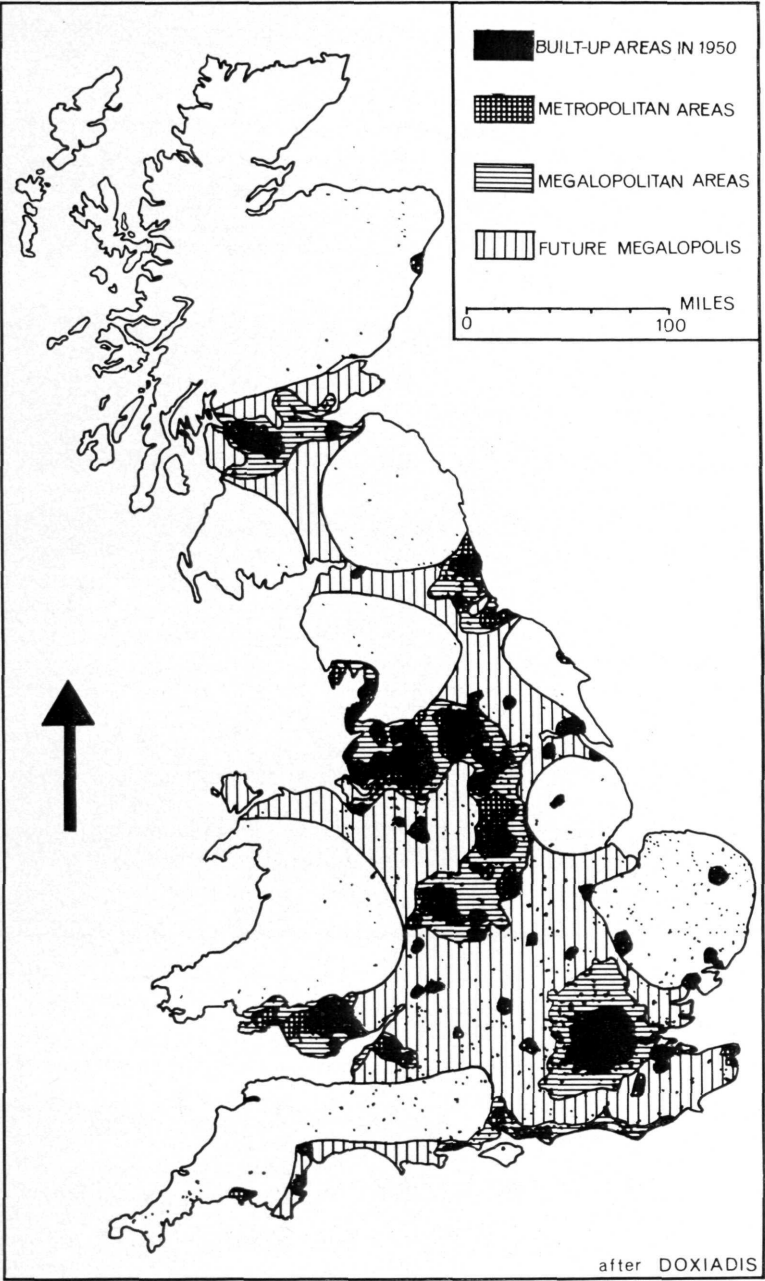 BUILT-UP AREAS IN 1950
METROPOLITAN AREAS
MEGALOPOLITAN AREAS
FUTURE MEGALOPOLIS
MILES
0 100
after DOXIADIS